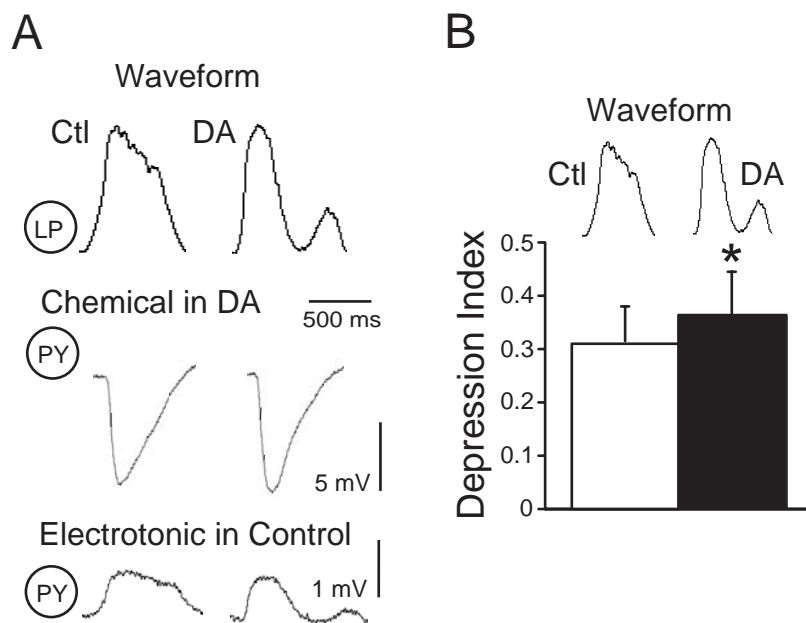 A
Waveform
Ctl DA
LP
Chemical in DA
500 ms
PY
5 mV
Electrotonic in Control
1 mV
PY
B
Waveform
Ctl DA
Depression Index
0.5
0.4
0.3
0.2
0.1
0
*